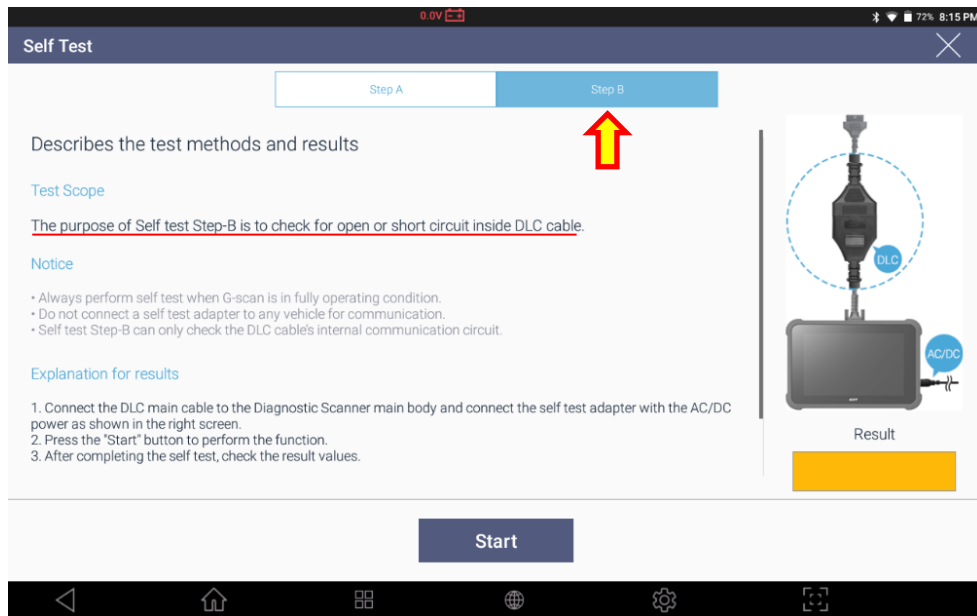 0.0V
72% 8:15 PM
Self Test
Step A
Step B
Describes the test methods and results
Test Scope
The purpose of Self test Step-B is to check for open or short circuit inside DLC cable.
Notice
• Always perform self test when G-scan is in fully operating condition.
• Do not connect a self test adapter to any vehicle for communication.
• Self test Step-B can only check the DLC cable's internal communication circuit.
Explanation for results
1. Connect the DLC main cable to the Diagnostic Scanner main body and connect the self test adapter with the AC/DC
power as shown in the right screen.
2. Press the "Start" button to perform the function.
3. After completing the self test, check the result values.
DLC
AC/DC
Result
Start